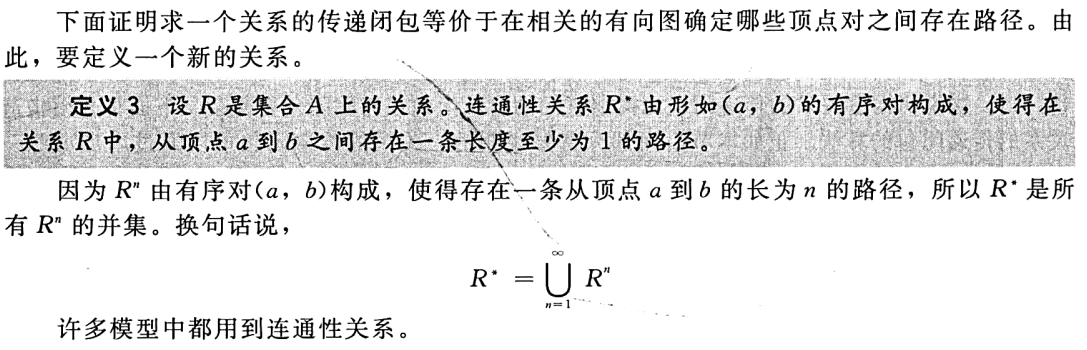 下面证明求一个关系的传递闭包等价于在相关的有向图确定哪些顶点对之间存在路径。由
此，要定义一个新的关系。
定义3 设 R 是集合 A 上的关系。连通性关系 R* 由形如(a, b)的有序对构成，使得在
关系 R 中，从顶点 a 到 b 之间存在一条长度至少为 1 的路径。
因为 Rⁿ 由有序对(a, b)构成，使得存在一条从顶点 a 到 b 的长为 n 的路径，所以 R* 是所
有 Rⁿ 的并集。换句话说，
R* = ⋃_{n=1}^{∞} Rⁿ
许多模型中都用到连通性关系。